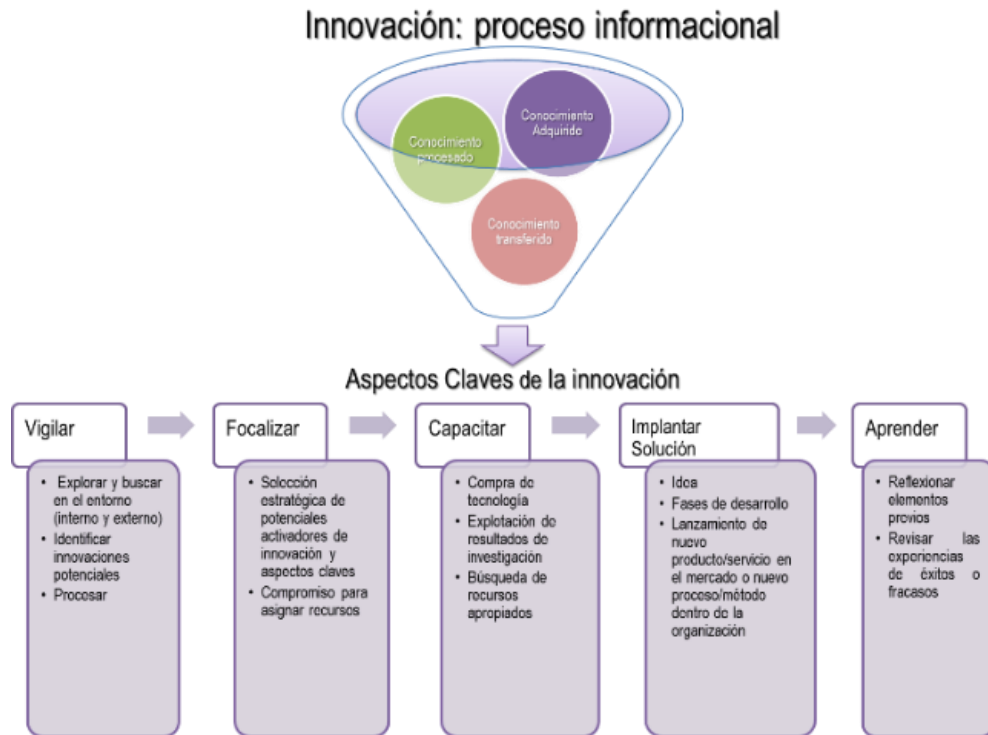 Innovación: proceso informacional
Conocimiento
Adquirido
Conocimiento
procesado
Conocimiento
transferido
Aspectos Claves de la innovación
Vigilar
• Explorar y buscar
en el entorno
(interno y externo)
• Identificar
innovaciones
potenciales
• Procesar
Focalizar
• Selección
estratégica de
potenciales
activadores de
innovación y
aspectos claves
• Compromiso para
asignar recursos
Capacitar
• Compra de
tecnología
• Explotación de
resultados de
investigación
• Búsqueda de
recursos
apropiados
Implantar
Solución
• Idea
• Fases de desarrollo
• Lanzamiento de
nuevo
producto/servicio en
el mercado o nuevo
proceso/método
dentro de la
organización
Aprender
• Reflexionar
elementos
previos
• Revisar las
experiencias
de éxitos o
fracasos